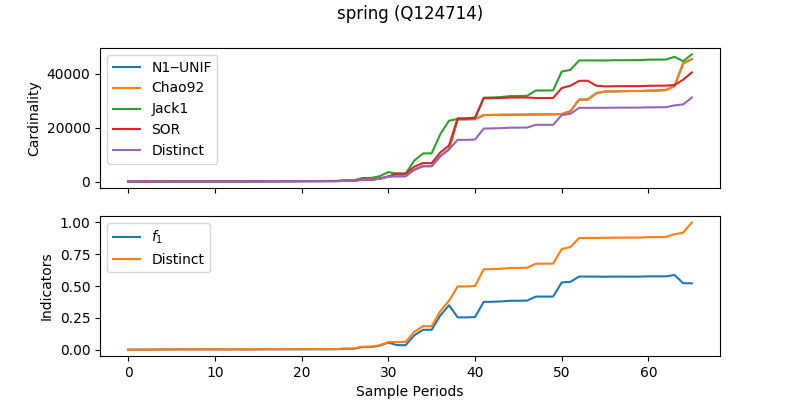 spring (Q124714)
Cardinality
40000
20000
0
N1−UNIF
Chao92
Jack1
SOR
Distinct
Indicators
1.00
0.75
0.50
0.25
0.00
f1
Distinct
0 10 20 30 40 50 60
Sample Periods